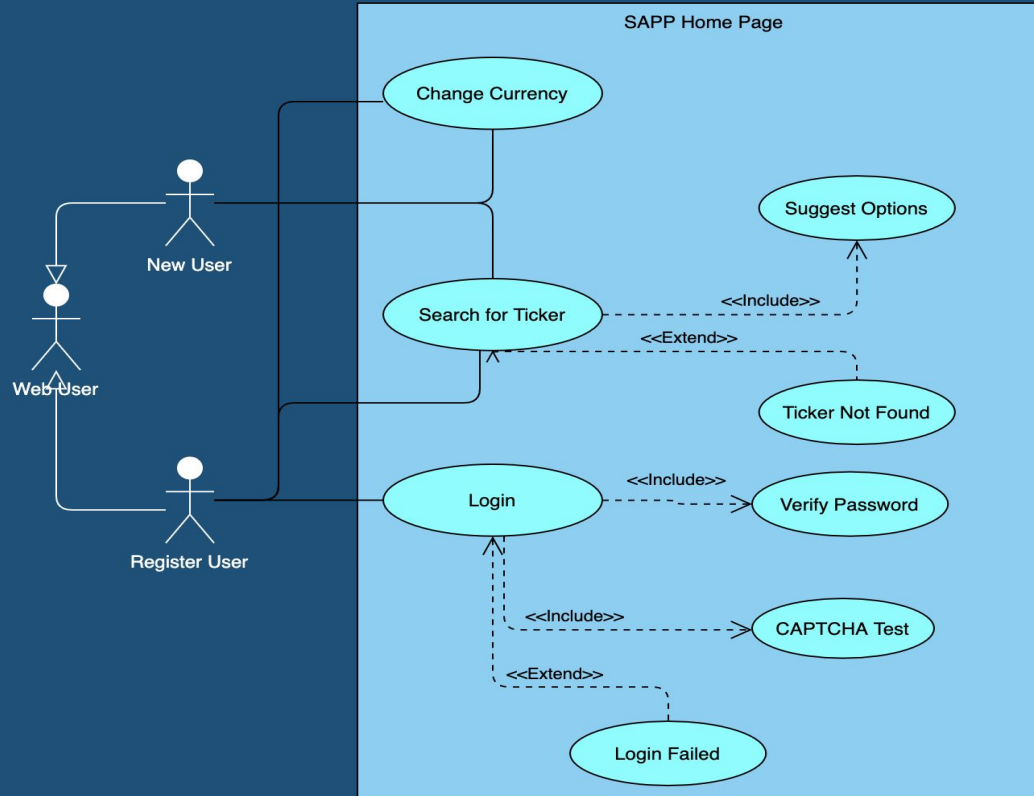 SAPP Home Page
Change Currency
Suggest Options
New User
<<Include>>
Search for Ticker
<<Extend>>
Web User
Ticker Not Found
<<Include>>
Login
Verify Password
Register User
<<Include>>
CAPTCHA Test
<<Extend>>
Login Failed